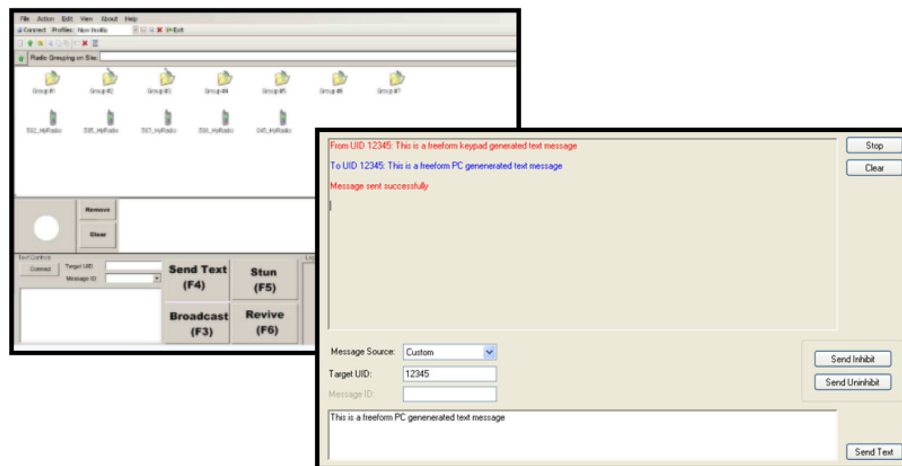 File Action Edit View About Help
Connect Profiles: New Profile Exit
Radio Grouping on Site:
Group #1 Group #2 Group #3 Group #4 Group #5 Group #6 Group #7
Remove
Clear
Text Controls
Connect Target UID:
Message ID:
Send Text (F4)
Stun (F5)
Broadcast (F3)
Revive (F6)
From UID 12345: This is a freeform keypad generated text message
To UID 12345: This is a freeform PC genenerated text message
Message sent successfully
Stop
Clear
Message Source: Custom
Target UID: 12345
Message ID:
Send Inhibit
Send Uninhibit
This is a freeform PC genenerated text message
Send Text